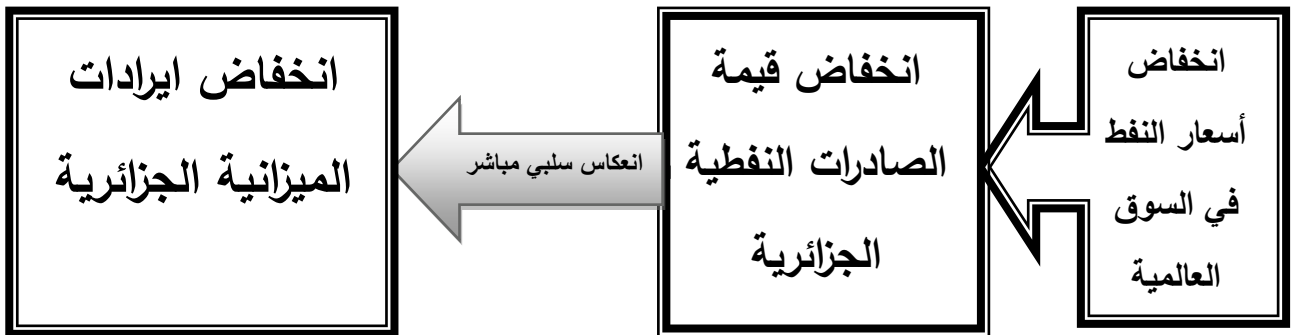 انخفاض
أسعار النفط
في السوق
العالمية
انخفاض قيمة
الصادرات النفطية
الجزائرية
انعكاس سلبي مباشر
انخفاض ايرادات
الميزانية الجزائرية